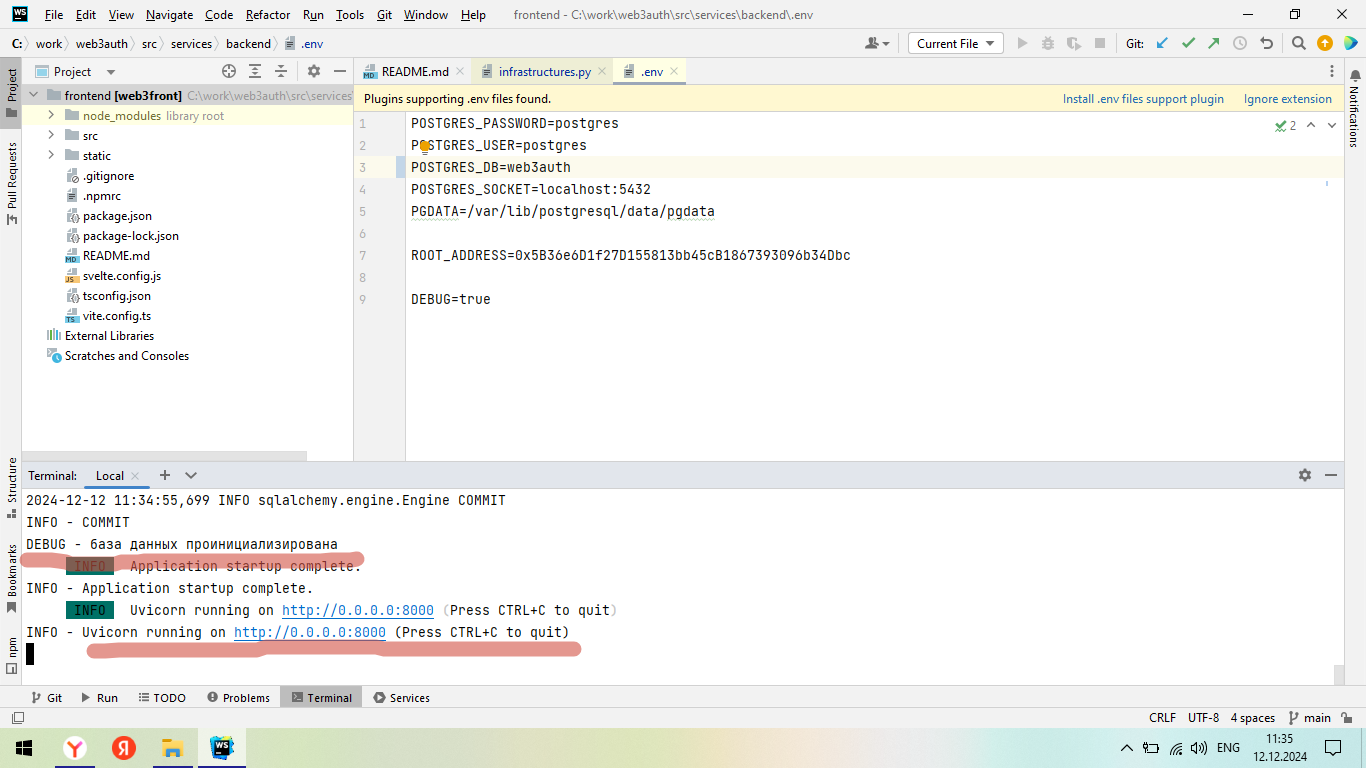 WS File Edit View Navigate Code Refactor Run Tools Git Window Help frontend - C:\work\web3auth\src\services\backend\.env
C: work web3auth src services backend .env Current File Git:
Project README.md infrastructures.py .env
Plugins supporting .env files found. Install .env files support plugin Ignore extension
Project
Pull Requests
Structure
Bookmarks
npm
frontend [web3front] C:\work\web3auth\src\services
node_modules library root
src
static
.gitignore
.npmrc
package.json
package-lock.json
README.md
svelte.config.js
tsconfig.json
vite.config.ts
External Libraries
Scratches and Consoles
1 POSTGRES_PASSWORD=postgres
2 POSTGRES_USER=postgres
3 POSTGRES_DB=web3auth
4 POSTGRES_SOCKET=localhost:5432
5 PGDATA=/var/lib/postgresql/data/pgdata
6
7 ROOT_ADDRESS=0x5B36e6D1f27D155813bb45cB1867393096b34Dbc
8
9 DEBUG=true
2
Notifications
Terminal: Local
2024-12-12 11:34:55,699 INFO sqlalchemy.engine.Engine COMMIT
INFO - COMMIT
DEBUG - база данных проинициализирована
INFO Application startup complete.
INFO - Application startup complete.
INFO Uvicorn running on http://0.0.0.0:8000 (Press CTRL+C to quit)
INFO - Uvicorn running on http://0.0.0.0:8000 (Press CTRL+C to quit)
Git Run TODO Problems Terminal Services
CRLF UTF-8 4 spaces main
Y Я WS ENG 11:35
12.12.2024